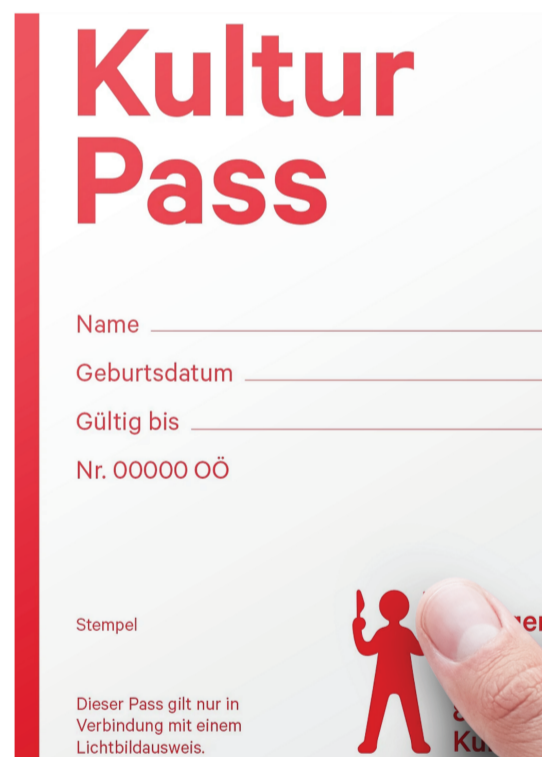 Kultur
Pass
Name
Geburtsdatum
Gültig bis
Nr. 00000 OÖ
Stempel
Dieser Pass gilt nur in
Verbindung mit einem
Lichtbildausweis.